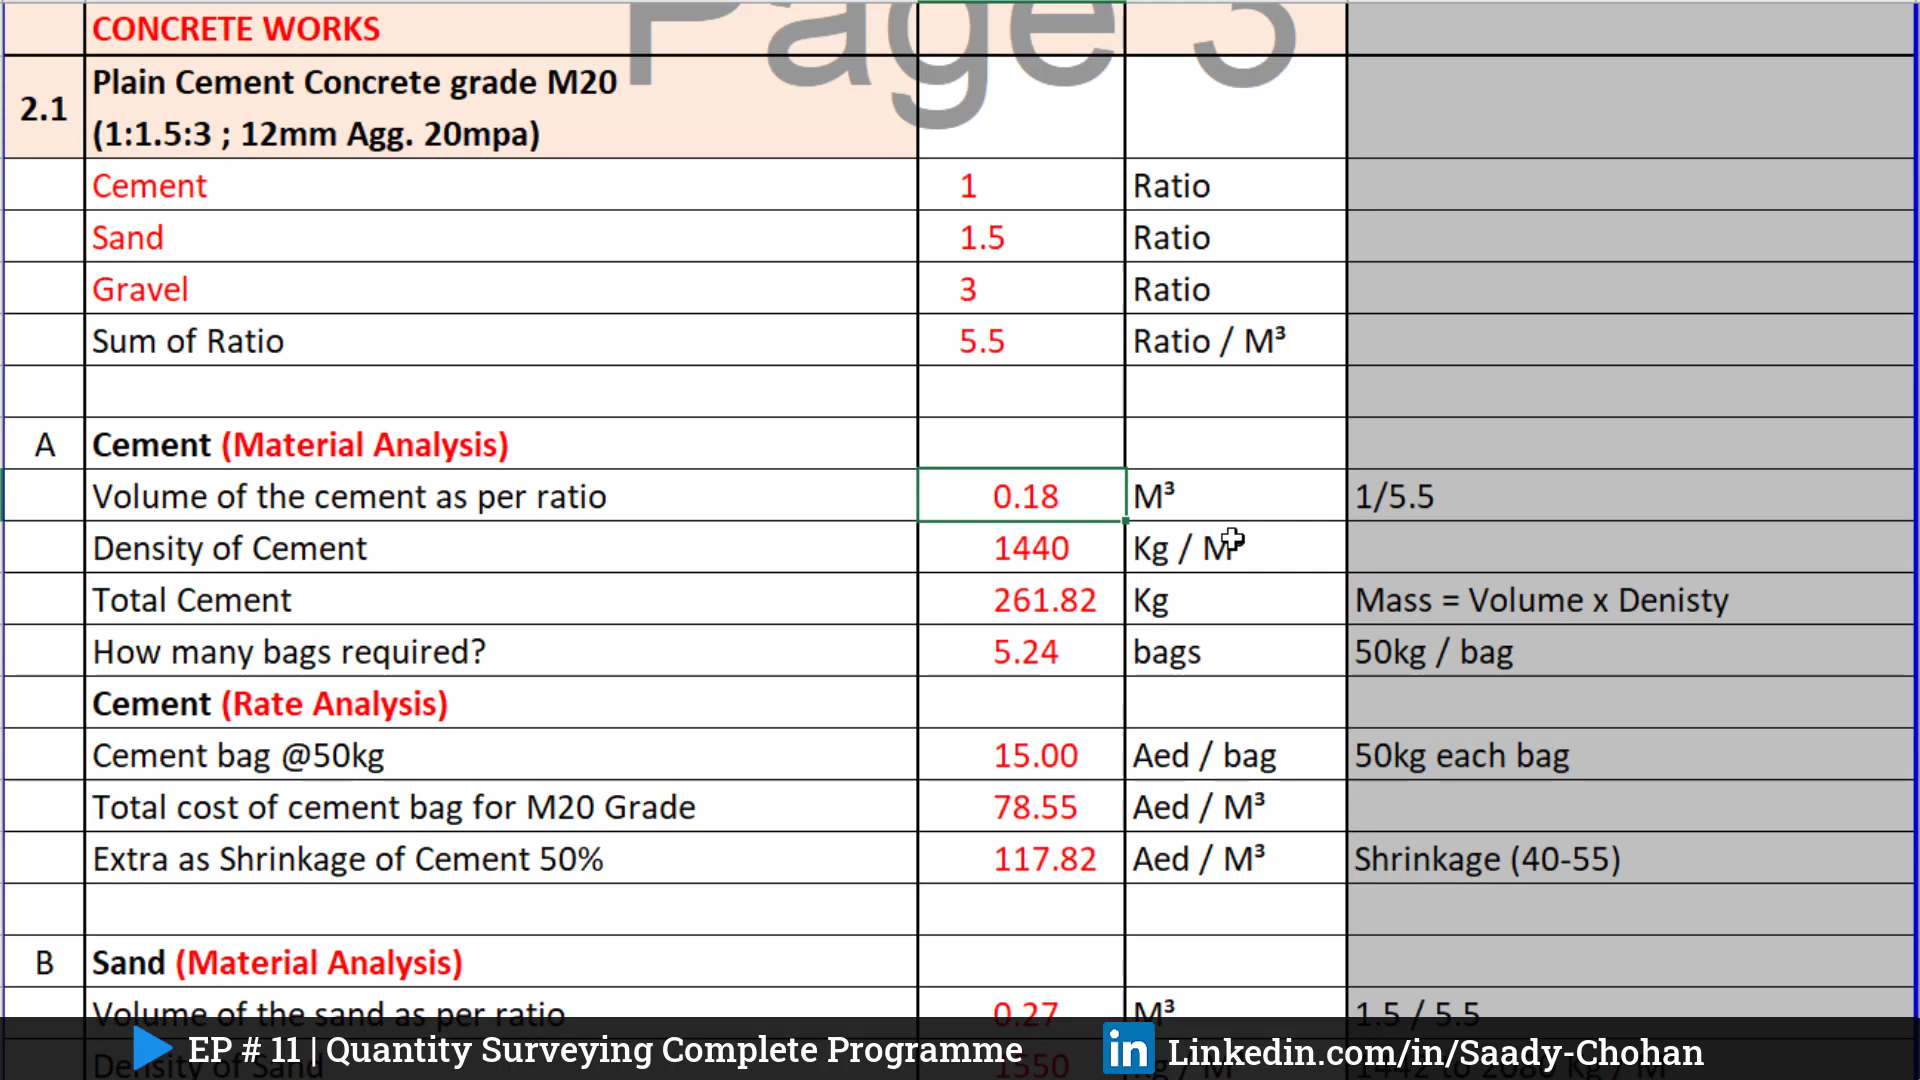 Page 3
CONCRETE WORKS
2.1 Plain Cement Concrete grade M20
(1:1.5:3 ; 12mm Agg. 20mpa)
Cement 1 Ratio
Sand 1.5 Ratio
Gravel 3 Ratio
Sum of Ratio 5.5 Ratio / M³
A Cement (Material Analysis)
Volume of the cement as per ratio 0.18 M³ 1/5.5
Density of Cement 1440 Kg / M
Total Cement 261.82 Kg Mass = Volume x Denisty
How many bags required? 5.24 bags 50kg / bag
Cement (Rate Analysis)
Cement bag @50kg 15.00 Aed / bag 50kg each bag
Total cost of cement bag for M20 Grade 78.55 Aed / M³
Extra as Shrinkage of Cement 50% 117.82 Aed / M³ Shrinkage (40-55)
B Sand (Material Analysis)
Volume of the sand as per ratio 0.27 M³ 1.5 / 5.5
Density of Sand 1550 Kg / M
EP # 11 | Quantity Surveying Complete Programme in Linkedin.com/in/Saady-Chohan